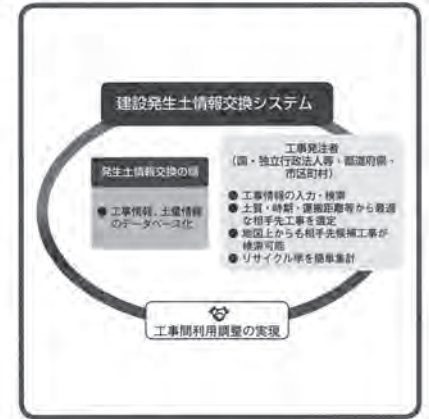 建設発生土情報交換システム
発生土情報交換の場
● 工事情報、土量情報
のデータベース化
工事発注者
(国・独立行政法人等・都道府県・
市区町村)
● 工事情報の入力・検索
● 土質・時期・運搬距離等から最適
な相手先工事を選定
● 地図上からも相手先候補工事が
検索可能
● リサイクル率を簡単集計
工事間利用調整の実現